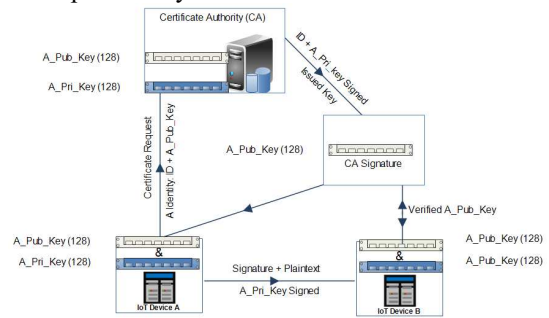 Certificate Authority (CA)
A_Pub_Key (128)
A_Pri_Key (128)
ID + A_Pri_key Signed
Issued Key
Certificate Request
A Identity: ID + A_Pub_Key
A_Pub_Key (128)
CA Signature
Verified A_Pub_Key
A_Pub_Key (128)
&
A_Pri_Key (128)
IoT Device A
Signature + Plaintext
A_Pri_Key Signed
A_Pub_Key (128)
&
A_Pub_Key (128)
IoT Device B